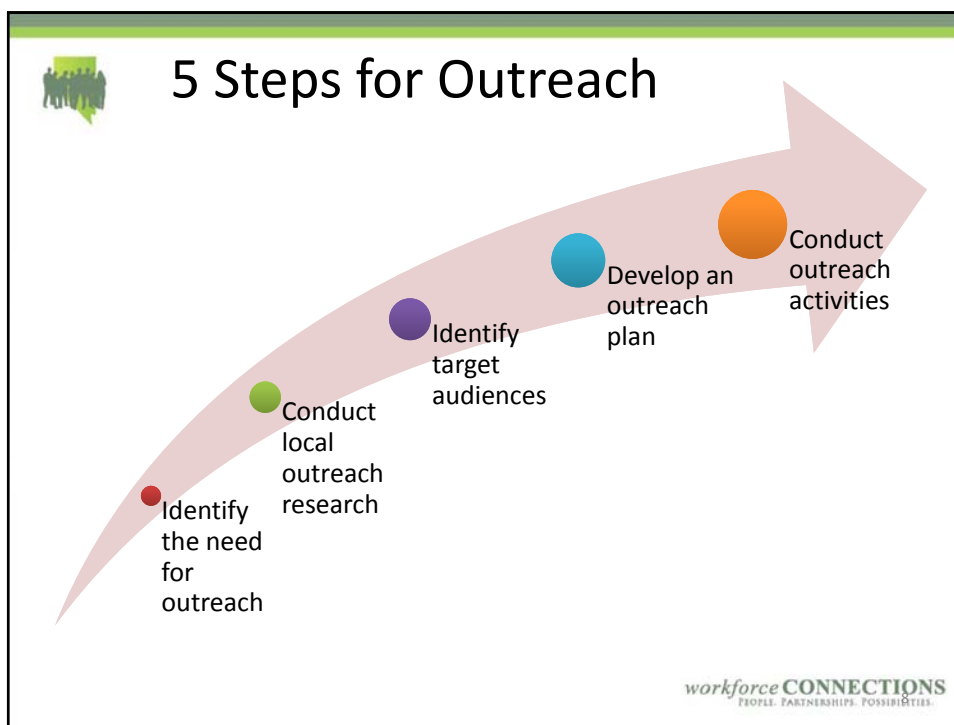 5 Steps for Outreach
Identify
the need
for
outreach
Conduct
local
outreach
research
Identify
target
audiences
Develop an
outreach
plan
Conduct
outreach
activities
workforce CONNECTIONS
PEOPLE. PARTNERSHIPS. POSSIBILITIES.
8